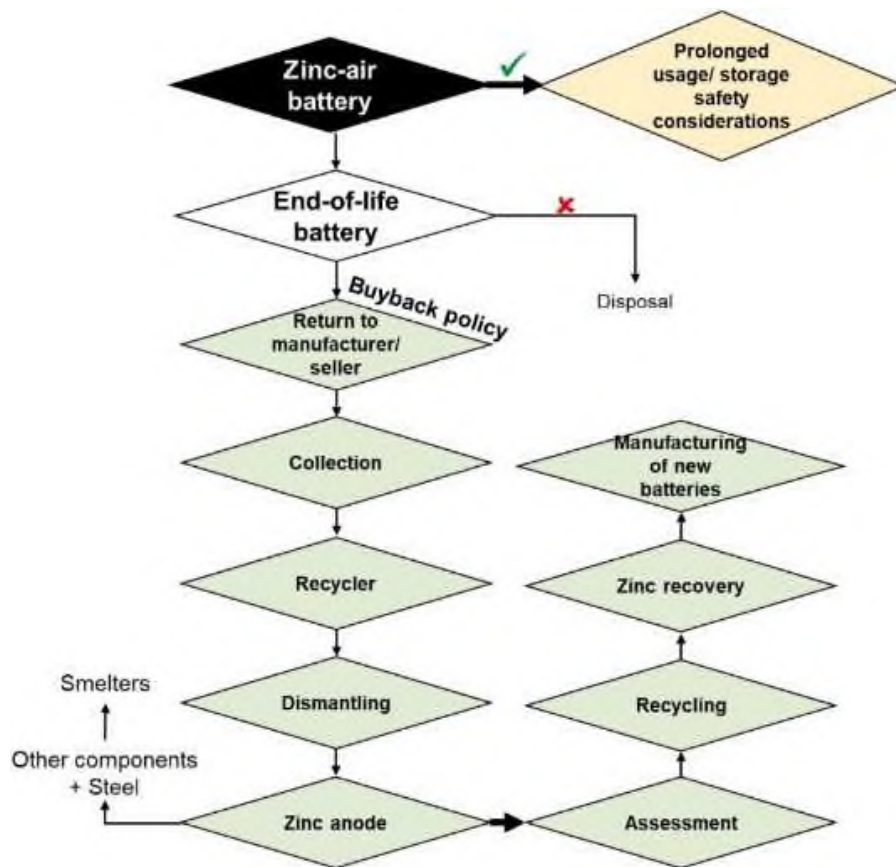 Zinc-air
battery
Prolonged
usage/ storage
safety
considerations
End-of-life
battery
Disposal
Buyback policy
Return to
manufacturer/
seller
Collection
Recycler
Dismantling
Zinc anode
Other components
+ Steel
Smelters
Assessment
Recycling
Zinc recovery
Manufacturing
of new
batteries